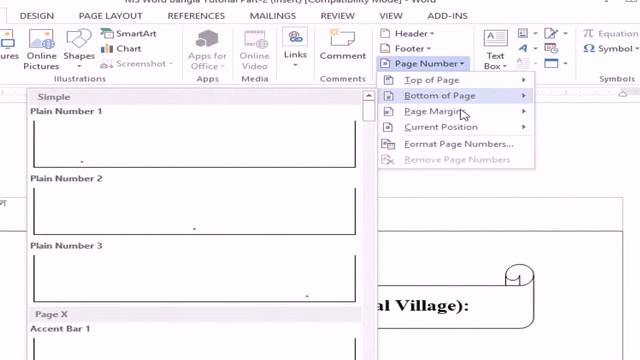 MS Word Bangla Tutorial Part-2 (Insert) [Compatibility Mode] - Word
DESIGN PAGE LAYOUT REFERENCES MAILINGS REVIEW VIEW ADD-INS
Online Pictures
Shapes
SmartArt
Chart
Screenshot
Apps for Office
Online Video
Links
Comment
Header
Footer
Page Number
Text Box
Equation
Symbol
Illustrations
Media
Comments
Top of Page
Bottom of Page
Page Margins
Current Position
Format Page Numbers...
Remove Page Numbers
Simple
Plain Number 1
Plain Number 2
Plain Number 3
Page X
Accent Bar 1
al Village):